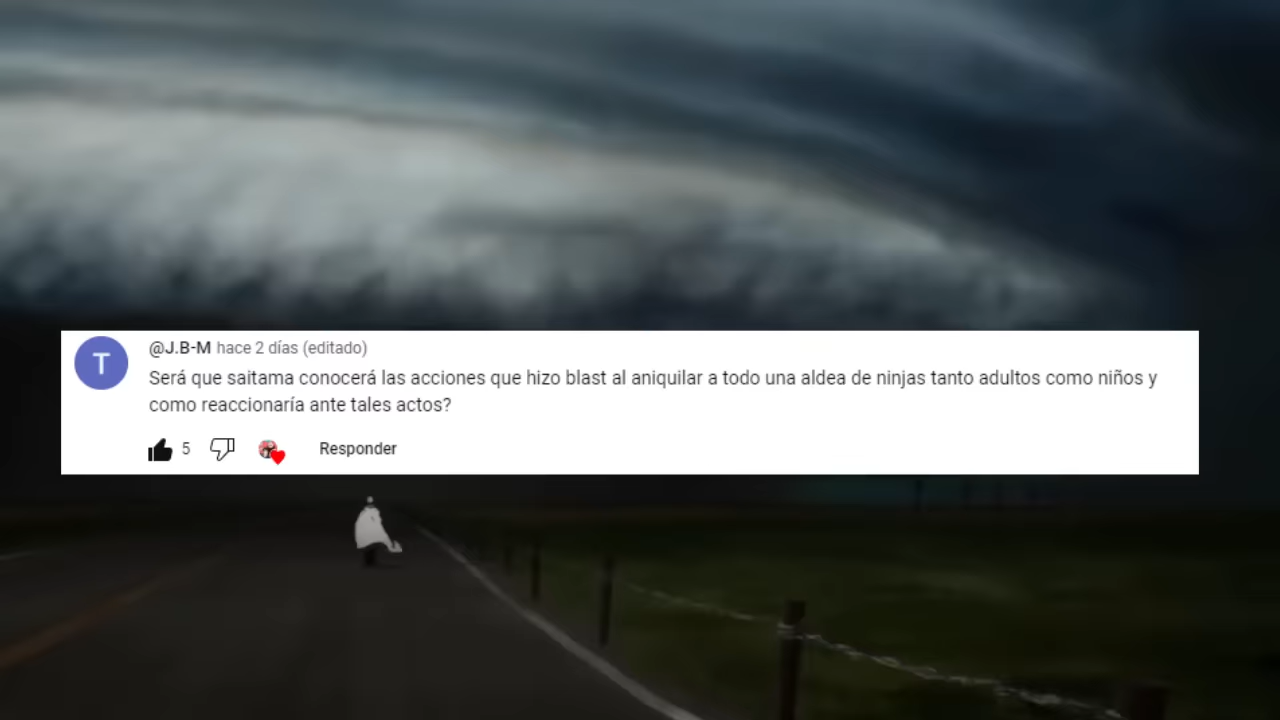 T
@J.B-M hace 2 días (editado)
Será que saitama conocerá las acciones que hizo blast al aniquilar a todo una aldea de ninjas tanto adultos como niños y
como reaccionaría ante tales actos?
5 Responder